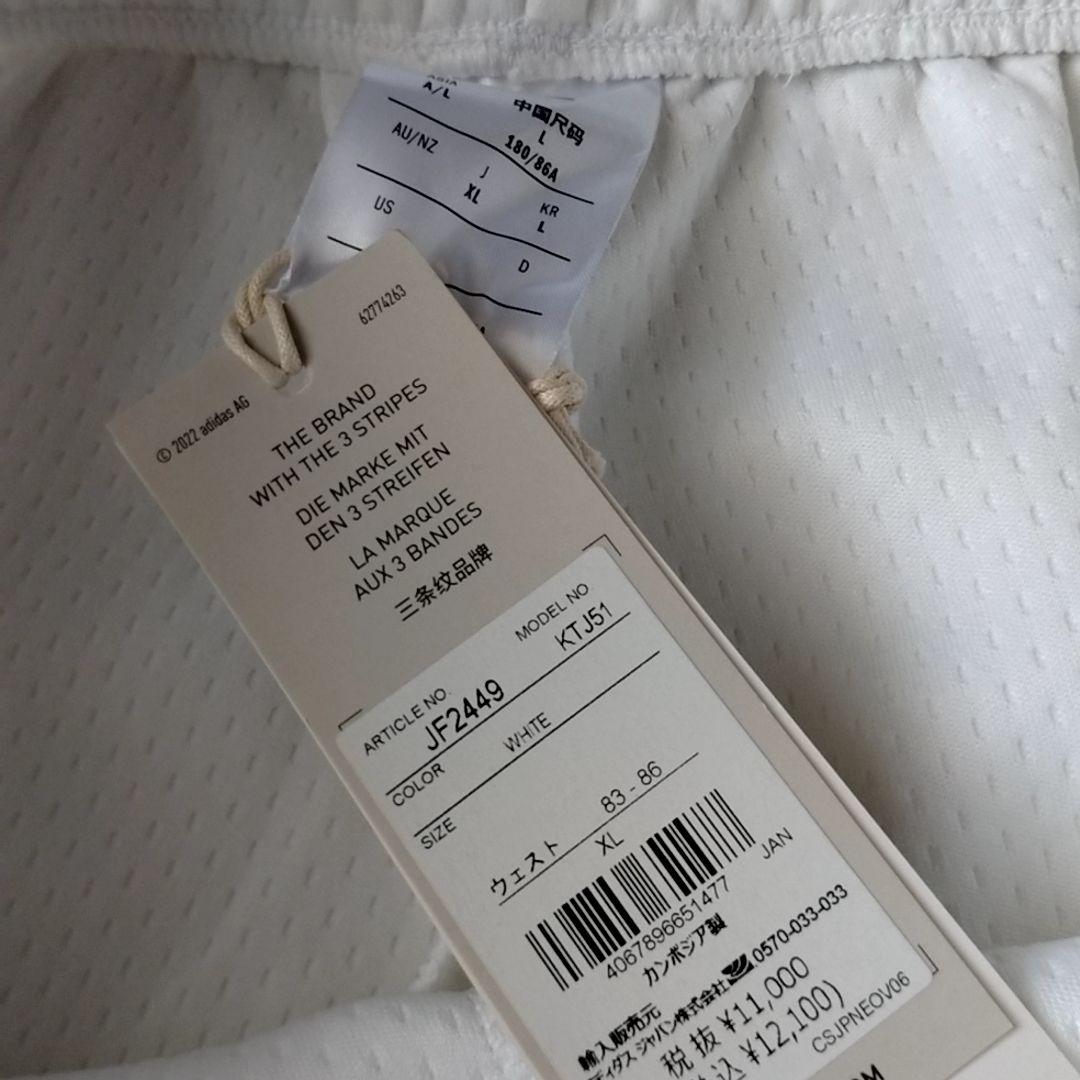 A/L
中国尺码
L
180/86A
AU/NZ
J
XL
KR
L
US
D
62774263
© 2022 adidas AG
THE BRAND
WITH THE 3 STRIPES
DIE MARKE MIT
DEN 3 STREIFEN
LA MARQUE
AUX 3 BANDES
三条纹品牌
MODEL NO
KTJ51
ARTICLE NO.
JF2449
COLOR
WHITE
SIZE
ウェスト 83 - 86
XL
JAN
4067896651477
カンボジア製
輸入販売元
ディダス ジャパン株式会社 0570-033-033
税 抜 ¥11,000
込 ¥12,100)
CSJPNEOV06